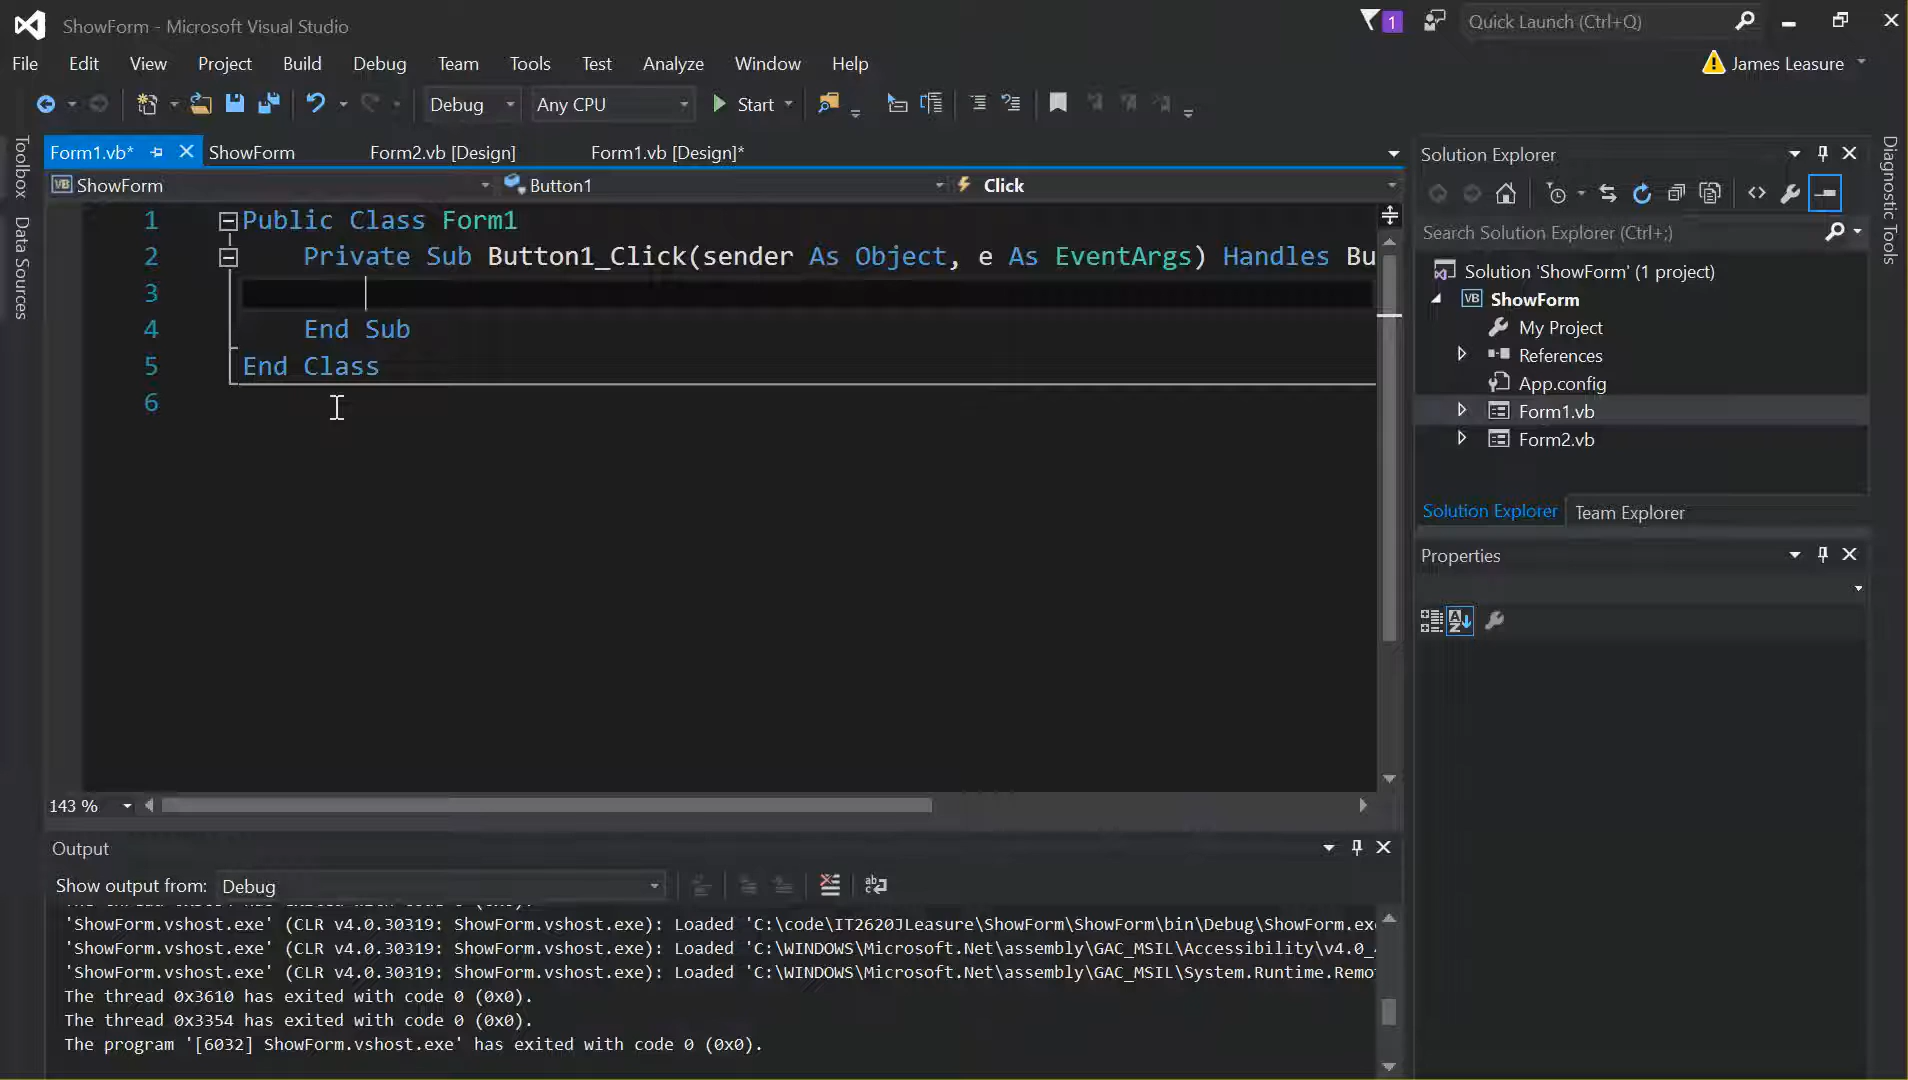 ShowForm - Microsoft Visual Studio
1
Quick Launch (Ctrl+Q)
File Edit View Project Build Debug Team Tools Test Analyze Window Help
James Leasure
Debug Any CPU Start
Toolbox
Data Sources
Form1.vb* ShowForm Form2.vb [Design] Form1.vb [Design]*
VB ShowForm Button1 Click
1 Public Class Form1
2 Private Sub Button1_Click(sender As Object, e As EventArgs) Handles Bu
3
4 End Sub
5 End Class
6
143 %
Solution Explorer
Search Solution Explorer (Ctrl+;)
Solution 'ShowForm' (1 project)
VB ShowForm
My Project
References
App.config
Form1.vb
Form2.vb
Solution Explorer Team Explorer
Properties
Diagnostic Tools
Output
Show output from: Debug
'ShowForm.vshost.exe' (CLR v4.0.30319: ShowForm.vshost.exe): Loaded 'C:\code\IT2620JLeasure\ShowForm\ShowForm\bin\Debug\ShowForm.exe
'ShowForm.vshost.exe' (CLR v4.0.30319: ShowForm.vshost.exe): Loaded 'C:\WINDOWS\Microsoft.Net\assembly\GAC_MSIL\Accessibility\v4.0_4
'ShowForm.vshost.exe' (CLR v4.0.30319: ShowForm.vshost.exe): Loaded 'C:\WINDOWS\Microsoft.Net\assembly\GAC_MSIL\System.Runtime.Remo
The thread 0x3610 has exited with code 0 (0x0).
The thread 0x3354 has exited with code 0 (0x0).
The program '[6032] ShowForm.vshost.exe' has exited with code 0 (0x0).